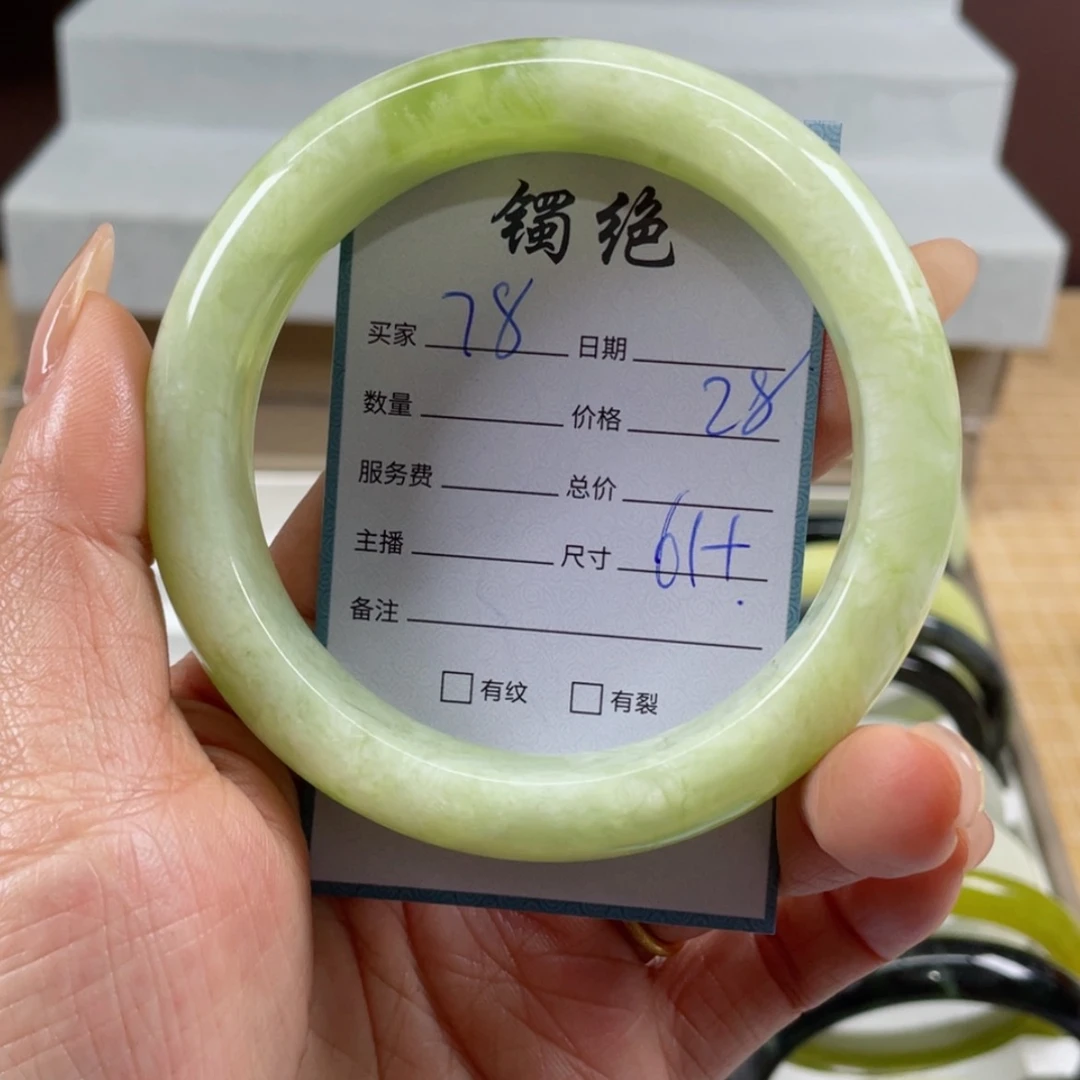 镯绝
买家 78 日期
数量 价格 28
服务费 总价
主播 尺寸 61+.
备注
有纹 有裂